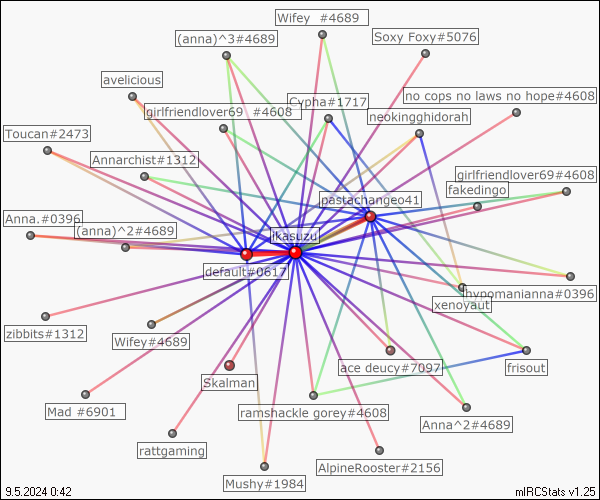 Wifey  #4689
(anna)^3#4689
Soxy Foxy#5076
avelicious
no cops no laws no hope#4608
Cypha#1717
girlfriendlover69  #4608
neokingghidorah
Toucan#2473
Annarchist#1312
girlfriendlover69#4608
fakedingo
pastachangeo41
Anna.#0396
(anna)^2#4689
ikasuzu
default#0617
hypnomanianna#0396
xenoyaut
zibbits#1312
Wifey#4689
ace deucy#7097
frisout
Skalman
Mad #6901
ramshackle gorey#4608
Anna^2#4689
rattgaming
AlpineRooster#2156
Mushy#1984
9.5.2024 0:42
mIRCStats v1.25